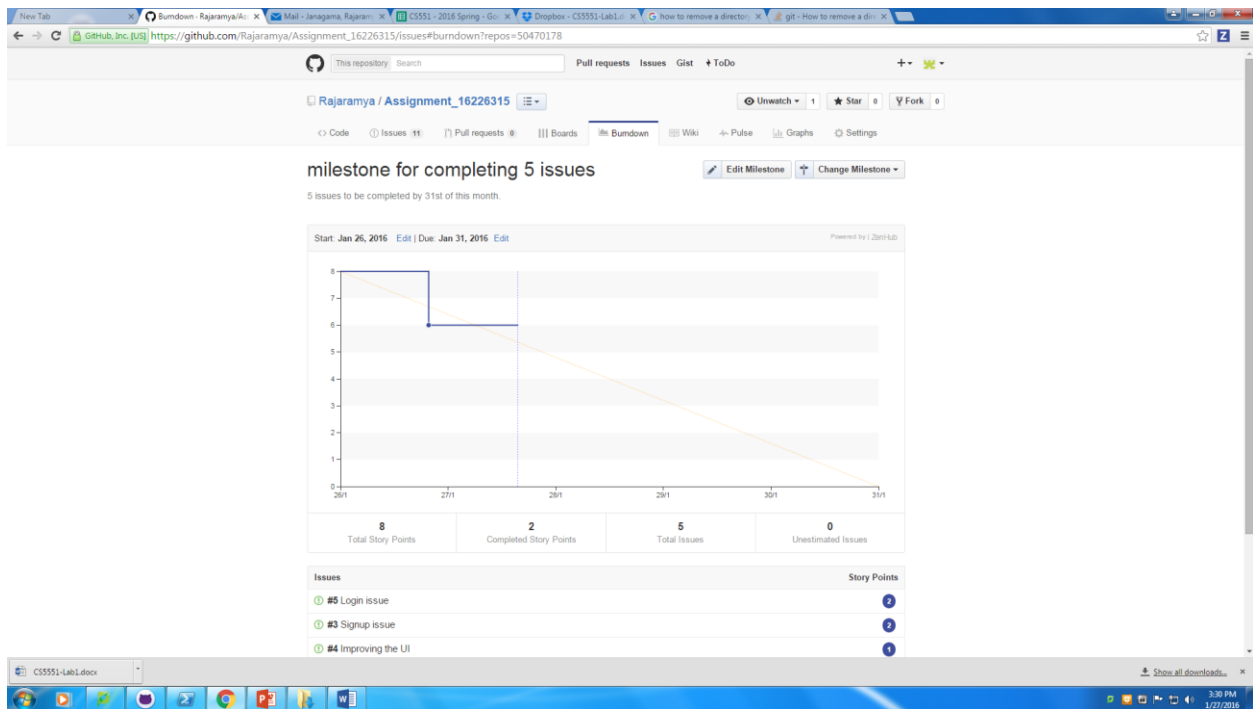 New Tab
Burndown - Rajaramya/As
Mail - Janagama, Rajaram
CS551 - 2016 Spring - Goo
Dropbox - CS5551-Lab1.d
how to remove a directory
git - How to remove a dire
GitHub, Inc. [US] https://github.com/Rajaramya/Assignment_16226315/issues#burndown?repos=50470178
This repository Search Pull requests Issues Gist ToDo
Rajaramya / Assignment_16226315 Unwatch 1 Star 0 Fork 0
Code Issues 11 Pull requests 0 Boards Burndown Wiki Pulse Graphs Settings
milestone for completing 5 issues Edit Milestone Change Milestone
5 issues to be completed by 31st of this month.
Start: Jan 26, 2016 Edit | Due: Jan 31, 2016 Edit Powered by | ZenHub
8
7
6
5
4
3
2
1
0
26/1 27/1 28/1 29/1 30/1 31/1
8 2 5 0
Total Story Points Completed Story Points Total Issues Unestimated Issues
Issues Story Points
#5 Login issue 2
#3 Signup issue 2
#4 Improving the UI 1
CS5551-Lab1.docx Show all downloads...
3:30 PM
1/27/2016